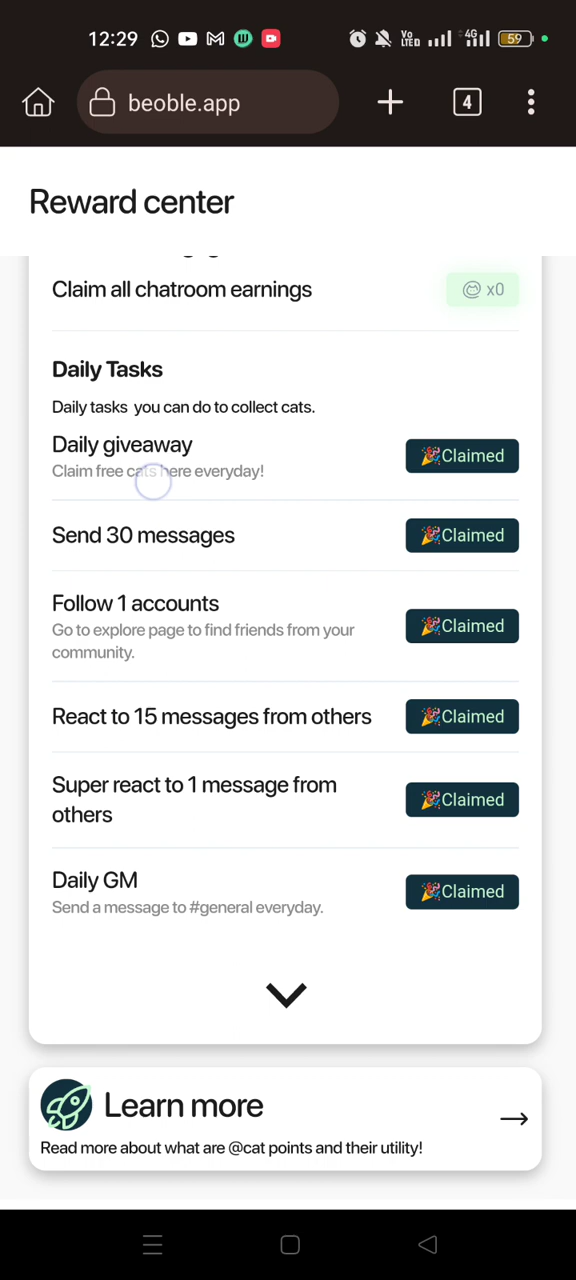 12:29
VoLTED 4G 59
beoble.app 4
Reward center
Claim all chatroom earnings
x0
Daily Tasks
Daily tasks you can do to collect cats.
Daily giveaway
Claim free cats here everyday!
🎉Claimed
Send 30 messages
🎉Claimed
Follow 1 accounts
Go to explore page to find friends from your
community.
🎉Claimed
React to 15 messages from others
🎉Claimed
Super react to 1 message from
others
🎉Claimed
Daily GM
Send a message to #general everyday.
🎉Claimed
Learn more
Read more about what are @cat points and their utility!